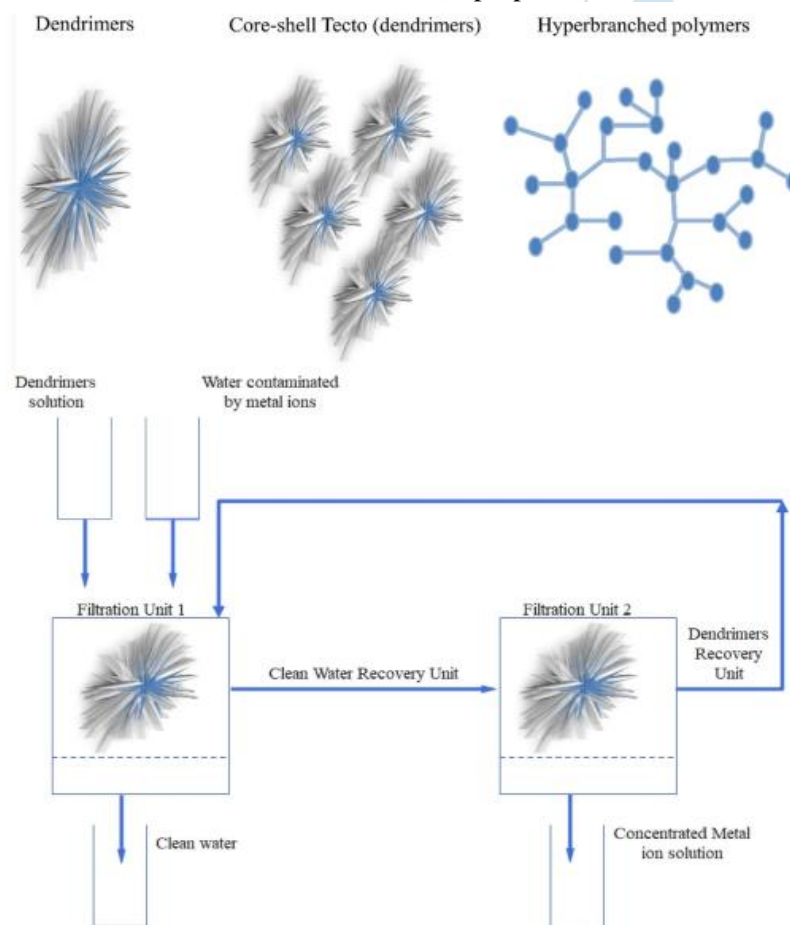 Dendrimers
Core-shell Tecto (dendrimers)
Hyperbranched polymers
Dendrimers
solution
Water contaminated
by metal ions
Filtration Unit 1
Filtration Unit 2
Clean Water Recovery Unit
Dendrimers
Recovery
Unit
Clean water
Concentrated Metal
ion solution